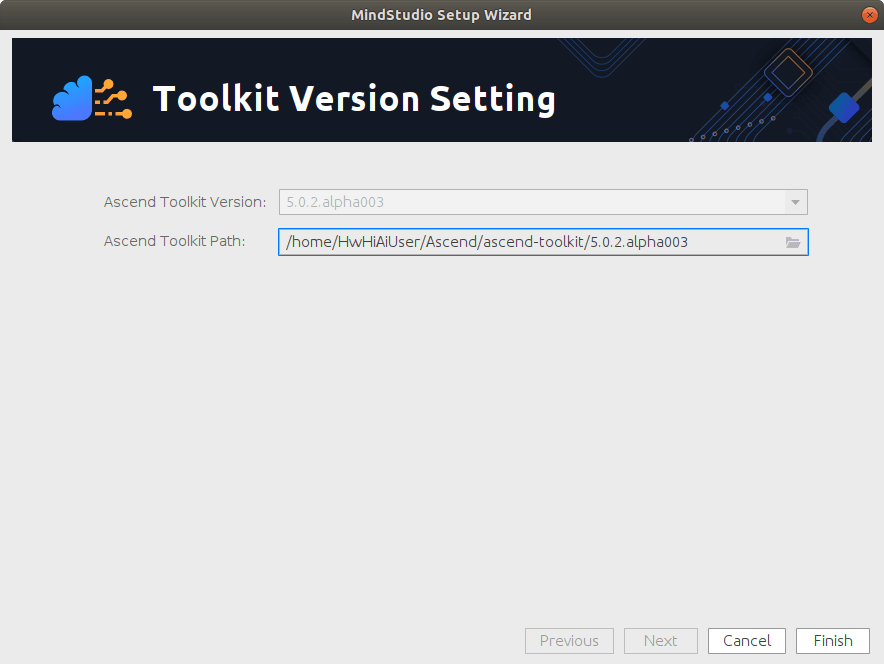 MindStudio Setup Wizard
Toolkit Version Setting
Ascend Toolkit Version: 5.0.2.alpha003
Ascend Toolkit Path: /home/HwHiAiUser/Ascend/ascend-toolkit/5.0.2.alpha003
Previous Next Cancel Finish